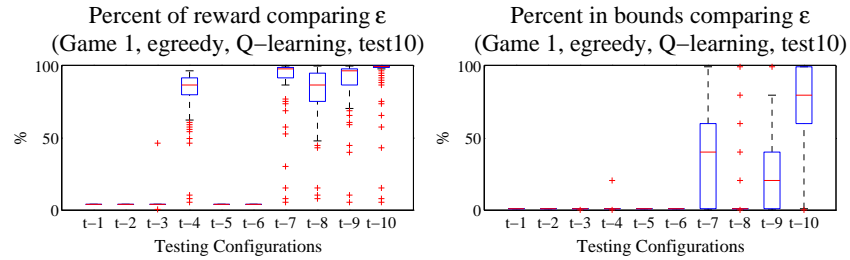 Percent of reward comparing ε
(Game 1, egreedy, Q−learning, test10)
100
50
0
%
t−1 t−2 t−3 t−4 t−5 t−6 t−7 t−8 t−9 t−10
Testing Configurations
Percent in bounds comparing ε
(Game 1, egreedy, Q−learning, test10)
100
50
0
%
t−1 t−2 t−3 t−4 t−5 t−6 t−7 t−8 t−9 t−10
Testing Configurations